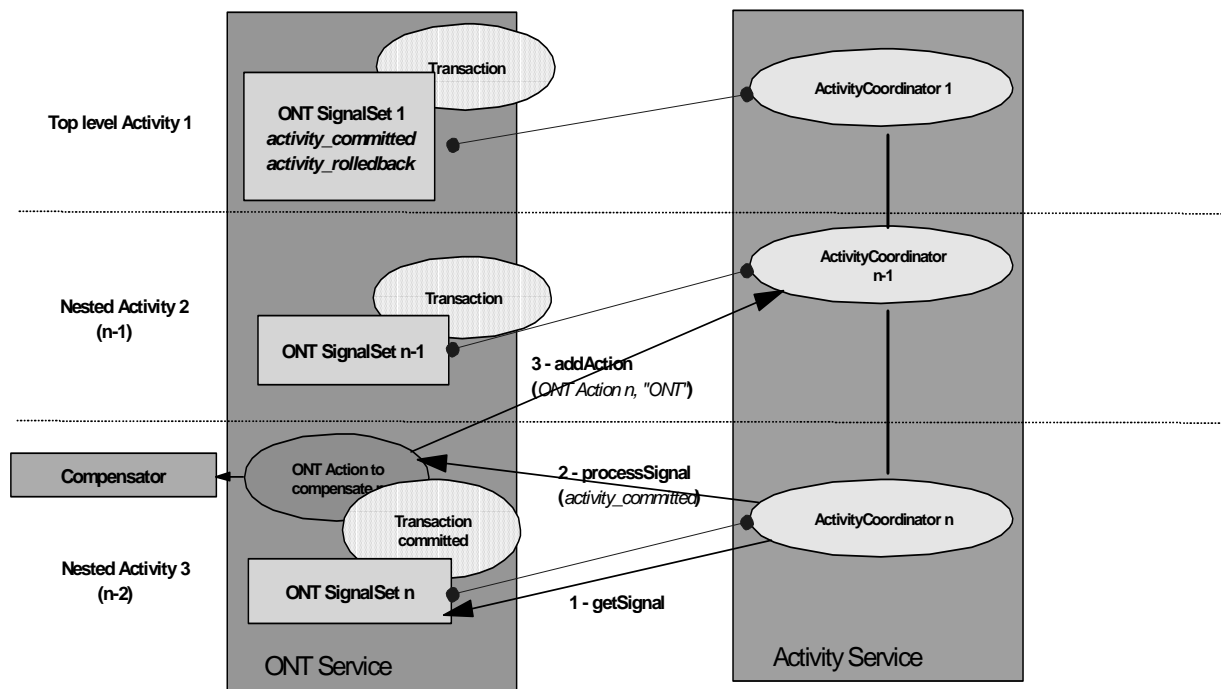 Transaction
ActivityCoordinator 1
ONT SignalSet 1
activity_committed
activity_rolledback
Top level Activity 1
ActivityCoordinator
n-1
Transaction
Nested Activity 2
(n-1)
ONT SignalSet n-1
3 - addAction
(ONT Action n, "ONT")
Compensator
ONT Action to
compensate
2 - processSignal
(activity_committed)
Transaction
committed
ActivityCoordinator n
Nested Activity 3
(n-2)
ONT SignalSet n
1 - getSignal
ONT Service
Activity Service